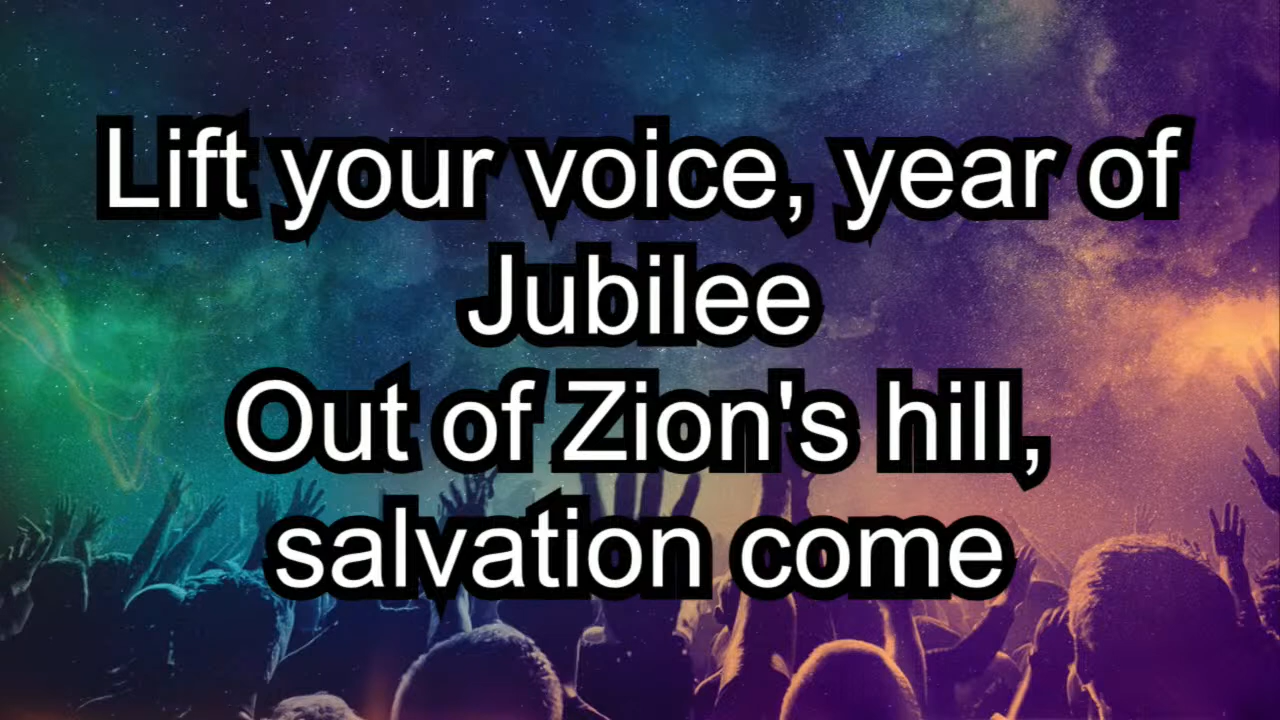 Lift your voice, year of
Jubilee
Out of Zion's hill,
salvation come